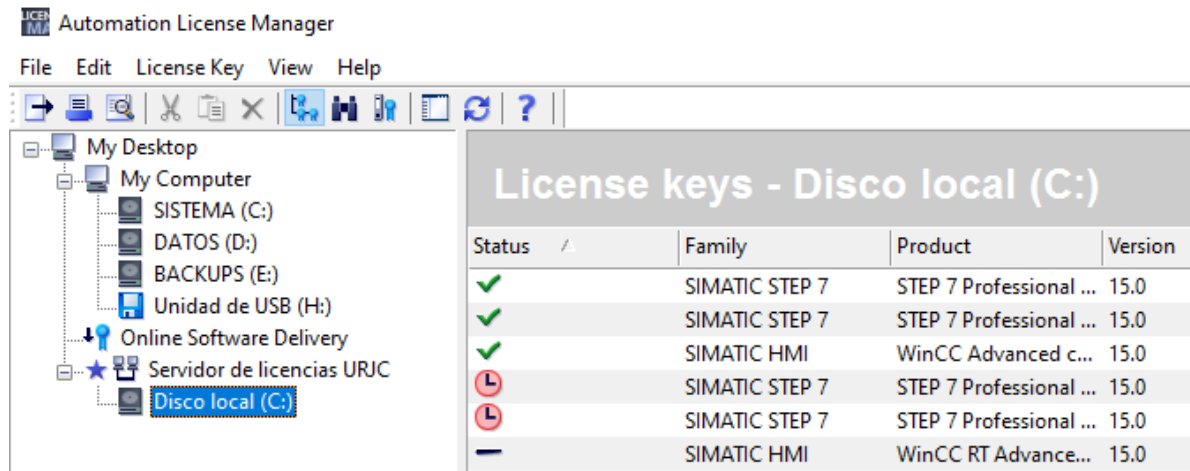 Automation License Manager
File Edit License Key View Help
My Desktop
My Computer
SISTEMA (C:)
DATOS (D:)
BACKUPS (E:)
Unidad de USB (H:)
Online Software Delivery
Servidor de licencias URJC
Disco local (C:)
License keys - Disco local (C:)
Status Family Product Version
SIMATIC STEP 7 STEP 7 Professional ... 15.0
SIMATIC STEP 7 STEP 7 Professional ... 15.0
SIMATIC HMI WinCC Advanced c... 15.0
SIMATIC STEP 7 STEP 7 Professional ... 15.0
SIMATIC STEP 7 STEP 7 Professional ... 15.0
SIMATIC HMI WinCC RT Advance... 15.0